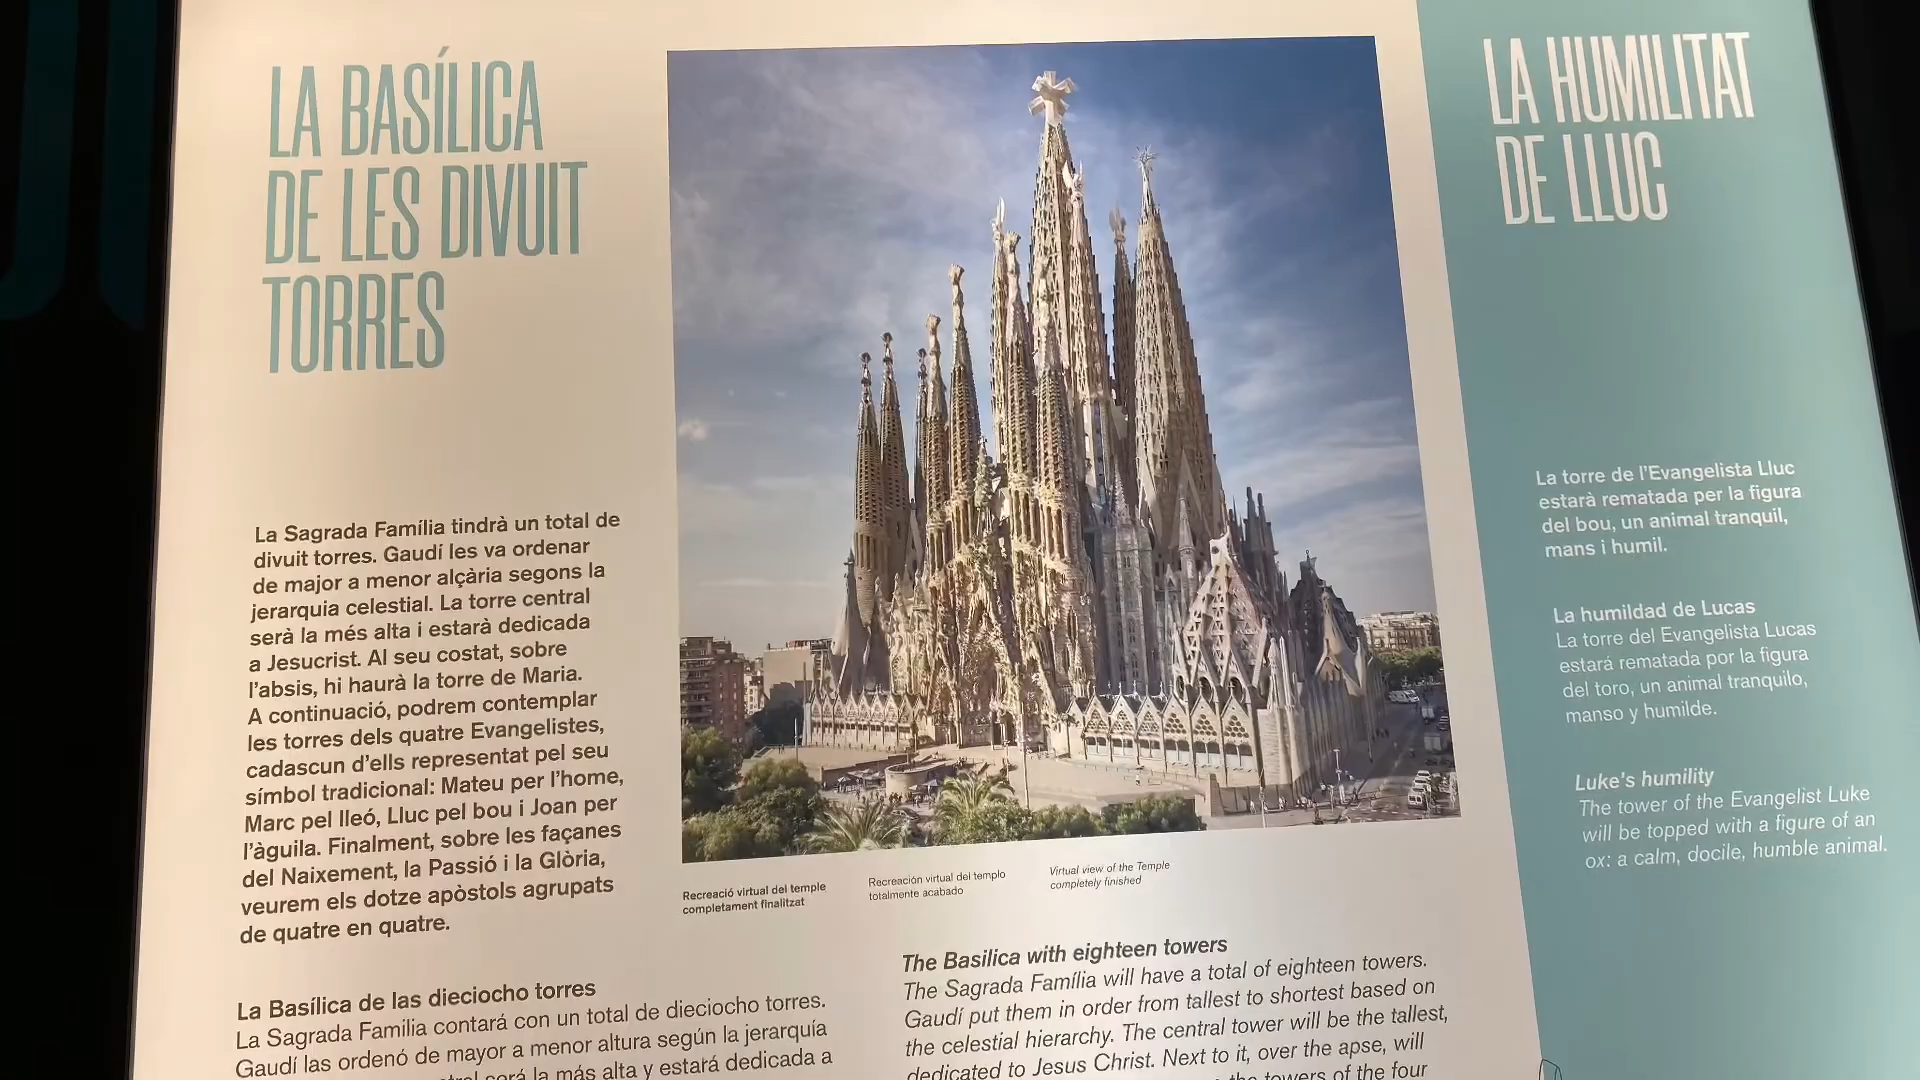 LA BASÍLICA
DE LES DIVUIT
TORRES
La Sagrada Família tindrà un total de
divuit torres. Gaudí les va ordenar
de major a menor alçària segons la
jerarquia celestial. La torre central
serà la més alta i estarà dedicada
a Jesucrist. Al seu costat, sobre
l'absis, hi haurà la torre de Maria.
A continuació, podrem contemplar
les torres dels quatre Evangelistes,
cadascun d'ells representat pel seu
símbol tradicional: Mateu per l'home,
Marc pel lleó, Lluc pel bou i Joan per
l'àguila. Finalment, sobre les façanes
del Naixement, la Passió i la Glòria,
veurem els dotze apòstols agrupats
de quatre en quatre.
La Basílica de las dieciocho torres
La Sagrada Familia contará con un total de dieciocho torres.
Gaudí las ordenó de mayor a menor altura según la jerarquía
será la más alta y estará dedicada a
Recreació virtual del temple
completament finalitzat
Recreación virtual del templo
totalmente acabado
Virtual view of the Temple
completely finished
The Basilica with eighteen towers
The Sagrada Família will have a total of eighteen towers.
Gaudí put them in order from tallest to shortest based on
the celestial hierarchy. The central tower will be the tallest,
dedicated to Jesus Christ. Next to it, over the apse, will
the towers of the four
LA HUMILITAT
DE LLUC
La torre de l'Evangelista Lluc
estarà rematada per la figura
del bou, un animal tranquil,
mans i humil.
La humildad de Lucas
La torre del Evangelista Lucas
estará rematada por la figura
del toro, un animal tranquilo,
manso y humilde.
Luke's humility
The tower of the Evangelist Luke
will be topped with a figure of an
ox: a calm, docile, humble animal.